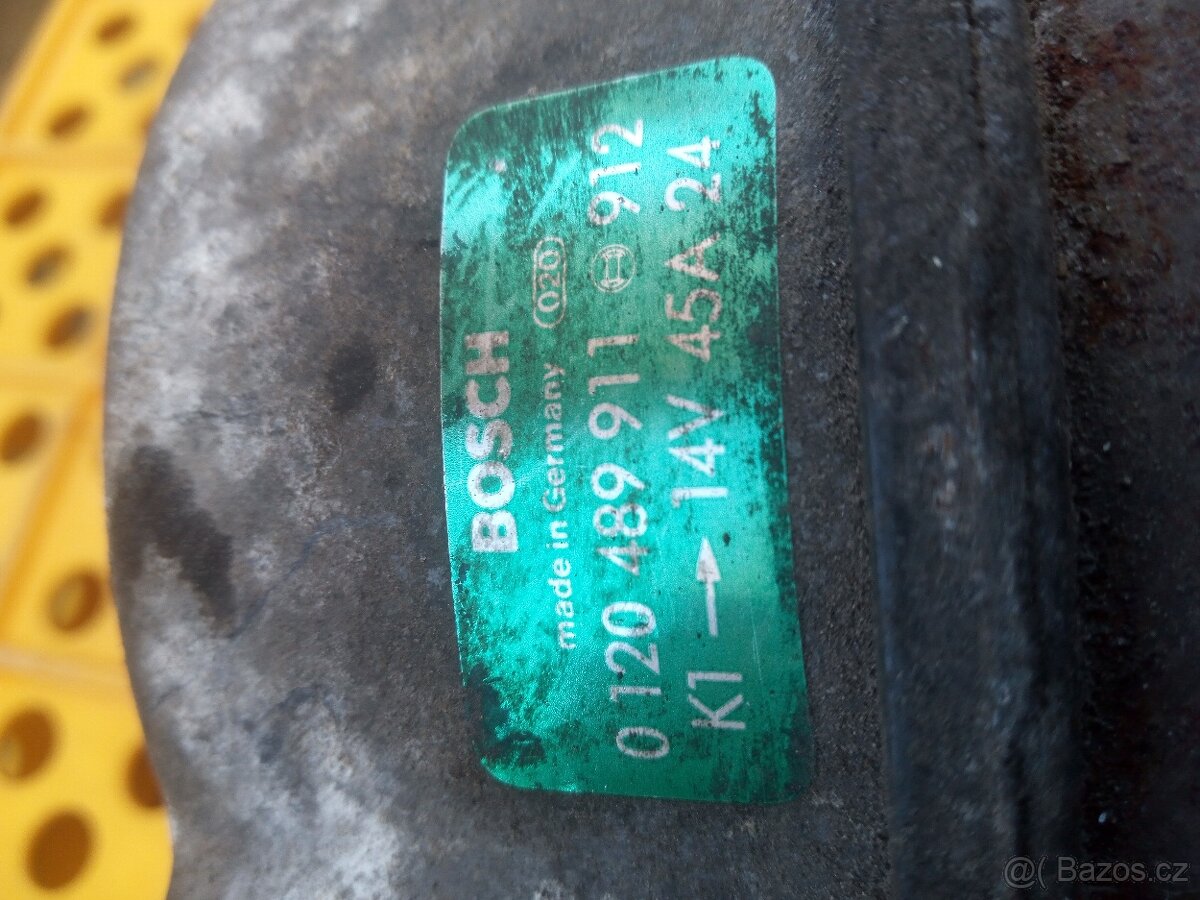 BOSCH
made in Germany 020
0 120 489 911 912
K1 → 14V 45A 24
@( Bazos.cz